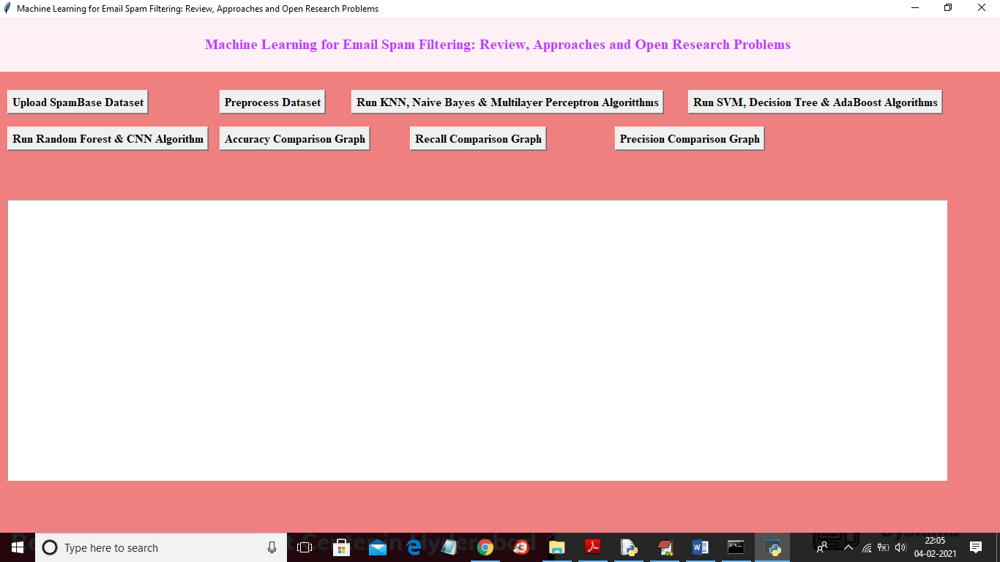 Machine Learning for Email Spam Filtering: Review, Approaches and Open Research Problems
Machine Learning for Email Spam Filtering: Review, Approaches and Open Research Problems
Upload SpamBase Dataset Preprocess Dataset Run KNN, Naive Bayes & Multilayer Perceptron Algoritthms Run SVM, Decision Tree & AdaBoost Algorithms
Run Random Forest & CNN Algorithm Accuracy Comparison Graph Recall Comparison Graph Precision Comparison Graph
Type here to search
22:05
04-02-2021